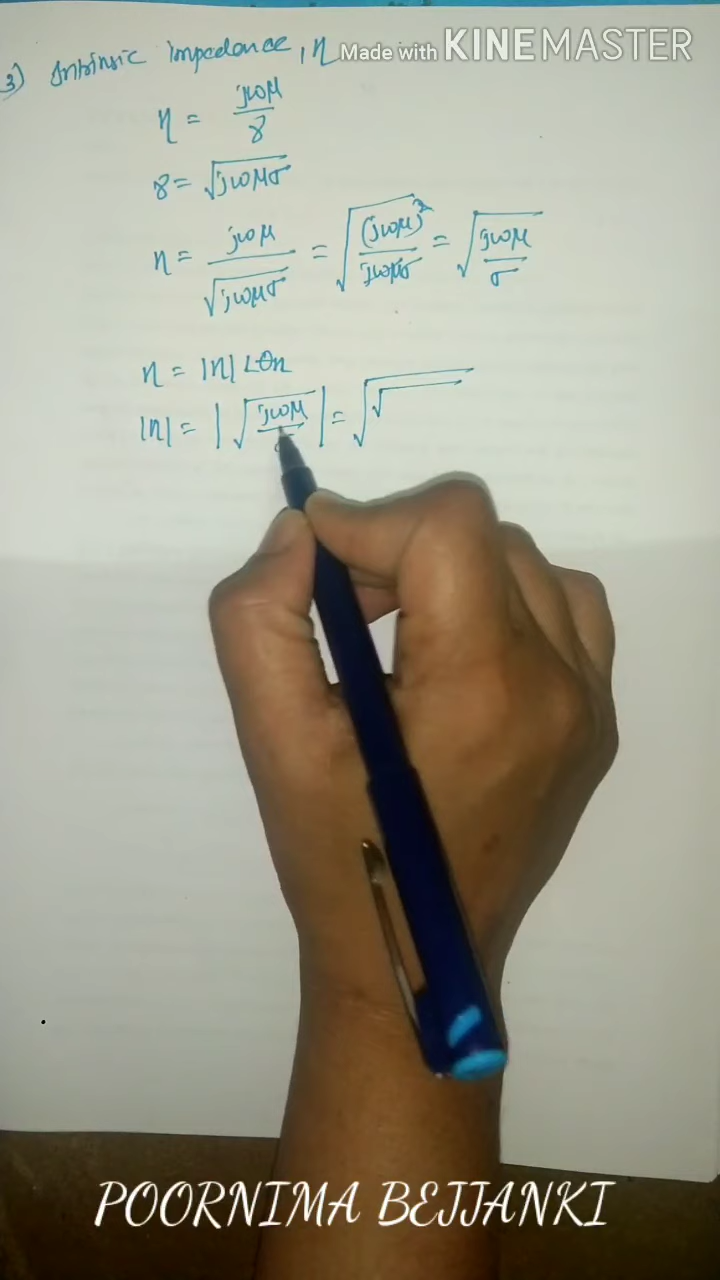 Made with KINEMASTER
3) Intrinsic impedance, η
η = jωμ / γ
γ = √jωμσ
η = jωμ / √jωμσ = √(jωμ)² / jωμσ = √jωμ / σ
η = |η| ∠θη
|η| = | √jωμ | = √√
POORNIMA BEJJANKI